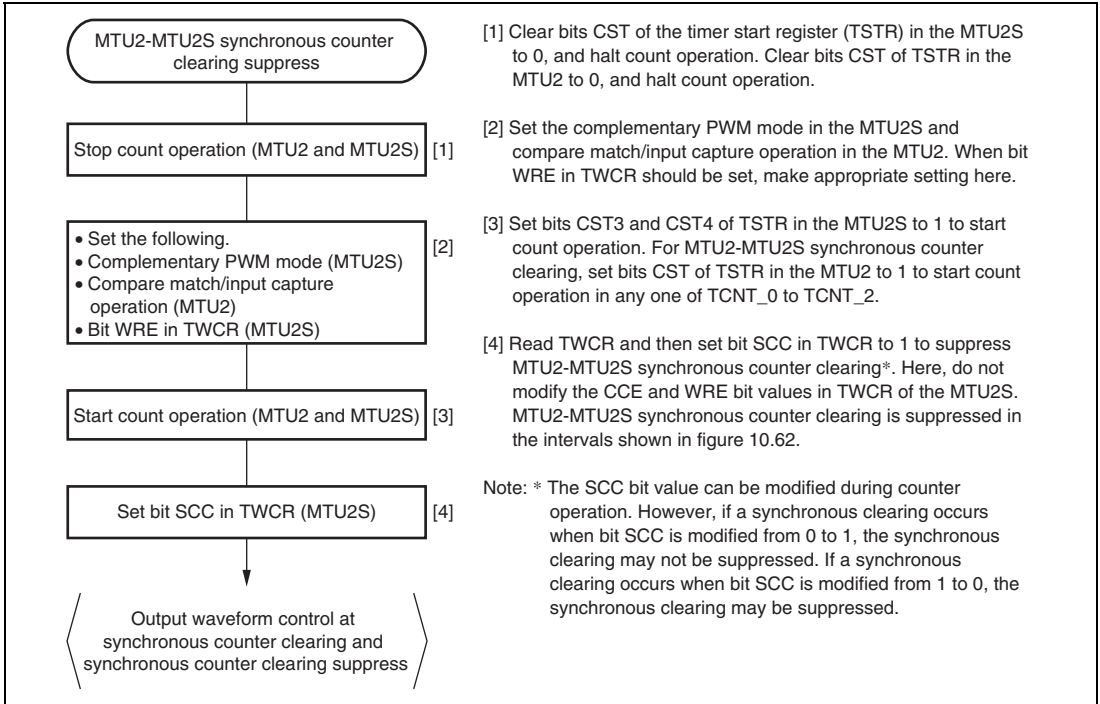 MTU2-MTU2S synchronous counter
clearing suppress
Stop count operation (MTU2 and MTU2S) [1]
• Set the following.
• Complementary PWM mode (MTU2S)
• Compare match/input capture
operation (MTU2)
• Bit WRE in TWCR (MTU2S)
[2]
Start count operation (MTU2 and MTU2S) [3]
Set bit SCC in TWCR (MTU2S) [4]
Output waveform control at
synchronous counter clearing and
synchronous counter clearing suppress
[1] Clear bits CST of the timer start register (TSTR) in the MTU2S
to 0, and halt count operation. Clear bits CST of TSTR in the
MTU2 to 0, and halt count operation.
[2] Set the complementary PWM mode in the MTU2S and
compare match/input capture operation in the MTU2. When bit
WRE in TWCR should be set, make appropriate setting here.
[3] Set bits CST3 and CST4 of TSTR in the MTU2S to 1 to start
count operation. For MTU2-MTU2S synchronous counter
clearing, set bits CST of TSTR in the MTU2 to 1 to start count
operation in any one of TCNT_0 to TCNT_2.
[4] Read TWCR and then set bit SCC in TWCR to 1 to suppress
MTU2-MTU2S synchronous counter clearing*. Here, do not
modify the CCE and WRE bit values in TWCR of the MTU2S.
MTU2-MTU2S synchronous counter clearing is suppressed in
the intervals shown in figure 10.62.
Note: * The SCC bit value can be modified during counter
operation. However, if a synchronous clearing occurs
when bit SCC is modified from 0 to 1, the synchronous
clearing may not be suppressed. If a synchronous
clearing occurs when bit SCC is modified from 1 to 0, the
synchronous clearing may be suppressed.